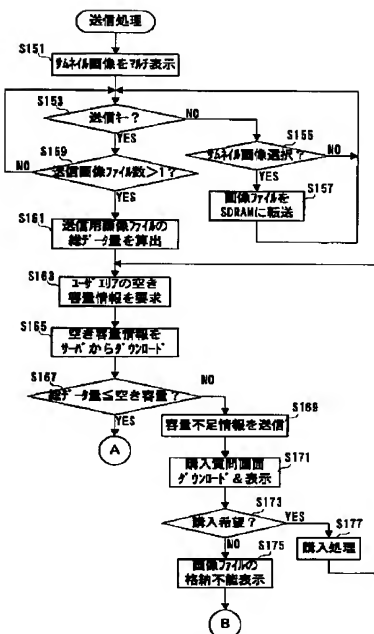 送信処理
S151
サムネイル画像をマルチ表示
S153
送信キー?
NO
YES
S155
サムネイル画像選択?
NO
YES
S157
画像ファイルを
SDRAMに転送
S159
送信画像ファイル数>1?
NO
YES
S161
送信用画像ファイルの
総データ量を算出
S163
ユーザエリアの空き
容量情報を要求
S165
空き容量情報を
サーバからダウンロード
S167
総データ量≦空き容量?
NO
YES
A
S169
容量不足情報を送信
S171
購入質問画面
ダウンロード&表示
S173
購入希望?
YES
NO
S177
購入処理
S175
画像ファイルの
格納不能表示
B